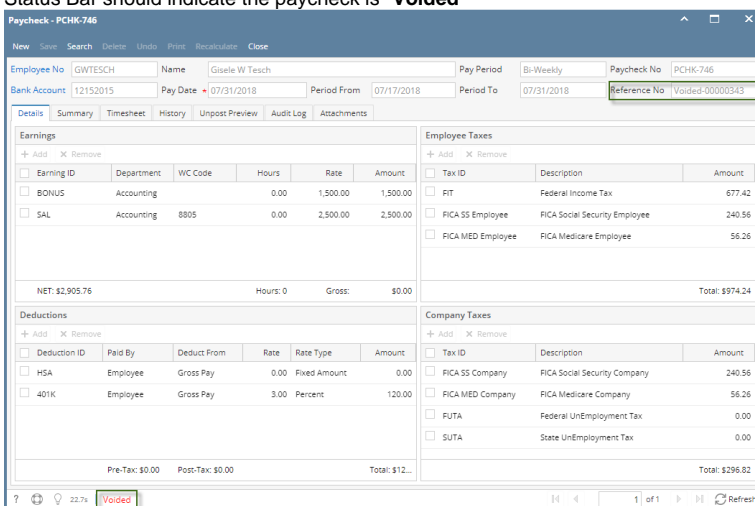 Status Bar should indicate the paycheck is "Voided"
Paycheck - PCHK-746
New Save Search Delete Undo Print Recalculate Close
Employee No GWTESCH Name Gisele W Tesch Pay Period Bi-Weekly Paycheck No PCHK-746
Bank Account 12152015 Pay Date * 07/31/2018 Period From 07/17/2018 Period To 07/31/2018 Reference No Voided-00000343
Details Summary Timesheet History Unpost Preview Audit Log Attachments
Earnings
+ Add X Remove
Earning ID Department WC Code Hours Rate Amount
BONUS Accounting 0.00 1,500.00 1,500.00
SAL Accounting 8805 0.00 2,500.00 2,500.00
NET: $2,905.76 Hours: 0 Gross: $0.00
Employee Taxes
+ Add X Remove
Tax ID Description Amount
FIT Federal Income Tax 677.42
FICA SS Employee FICA Social Security Employee 240.56
FICA MED Employee FICA Medicare Employee 56.26
Total: $974.24
Deductions
+ Add X Remove
Deduction ID Paid By Deduct From Rate Rate Type Amount
HSA Employee Gross Pay 0.00 Fixed Amount 0.00
401K Employee Gross Pay 3.00 Percent 120.00
Pre-Tax: $0.00 Post-Tax: $0.00 Total: $12...
Company Taxes
+ Add X Remove
Tax ID Description Amount
FICA SS Company FICA Social Security Company 240.56
FICA MED Company FICA Medicare Company 56.26
FUTA Federal UnEmployment Tax 0.00
SUTA State UnEmployment Tax 0.00
Total: $296.82
? 22.7s Voided 1 of 1 Refresh